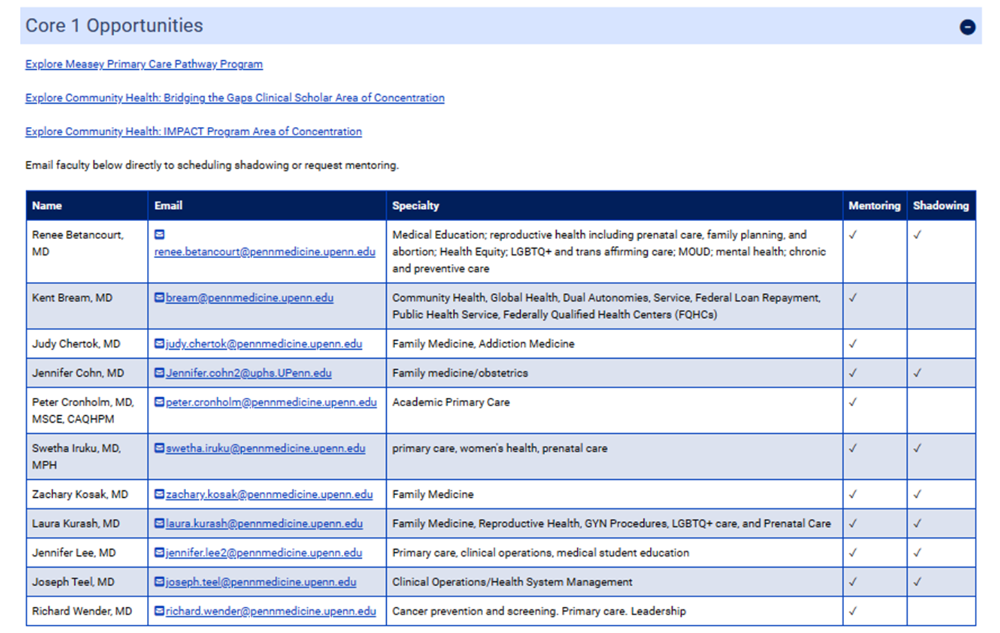 Core 1 Opportunities
Explore Measey Primary Care Pathway Program
Explore Community Health: Bridging the Gaps Clinical Scholar Area of Concentration
Explore Community Health: IMPACT Program Area of Concentration
Email faculty below directly to scheduling shadowing or request mentoring.
Name Email Specialty Mentoring Shadowing
Renee Betancourt, MD renee.betancourt@pennmedicine.upenn.edu Medical Education; reproductive health including prenatal care, family planning, and abortion; Health Equity; LGBTQ+ and trans affirming care; MOUD; mental health; chronic and preventive care ✓ ✓
Kent Bream, MD bream@pennmedicine.upenn.edu Community Health, Global Health, Dual Autonomies, Service, Federal Loan Repayment, Public Health Service, Federally Qualified Health Centers (FQHCs) ✓
Judy Chertok, MD judy.chertok@pennmedicine.upenn.edu Family Medicine, Addiction Medicine ✓
Jennifer Cohn, MD Jennifer.cohn2@uphs.UPenn.edu Family medicine/obstetrics ✓ ✓
Peter Cronholm, MD, MSCE, CAQHPM peter.cronholm@pennmedicine.upenn.edu Academic Primary Care ✓
Swetha Iruku, MD, MPH swetha.iruku@pennmedicine.upenn.edu primary care, women's health, prenatal care ✓ ✓
Zachary Kosak, MD zachary.kosak@pennmedicine.upenn.edu Family Medicine ✓ ✓
Laura Kurash, MD laura.kurash@pennmedicine.upenn.edu Family Medicine, Reproductive Health, GYN Procedures, LGBTQ+ care, and Prenatal Care ✓ ✓
Jennifer Lee, MD jennifer.lee2@pennmedicine.upenn.edu Primary care, clinical operations, medical student education ✓ ✓
Joseph Teel, MD joseph.teel@pennmedicine.upenn.edu Clinical Operations/Health System Management ✓ ✓
Richard Wender, MD richard.wender@pennmedicine.upenn.edu Cancer prevention and screening. Primary care. Leadership ✓